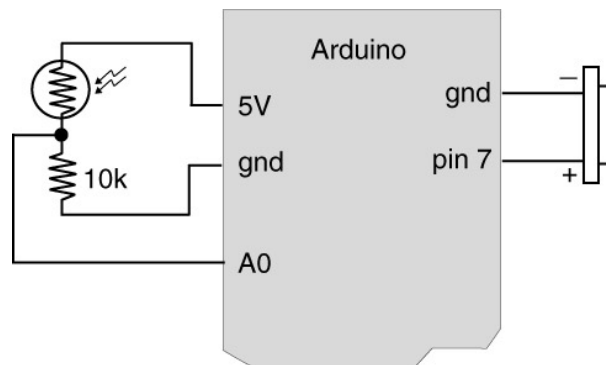 Arduino
5V
gnd
10k
A0
gnd
–
pin 7
+